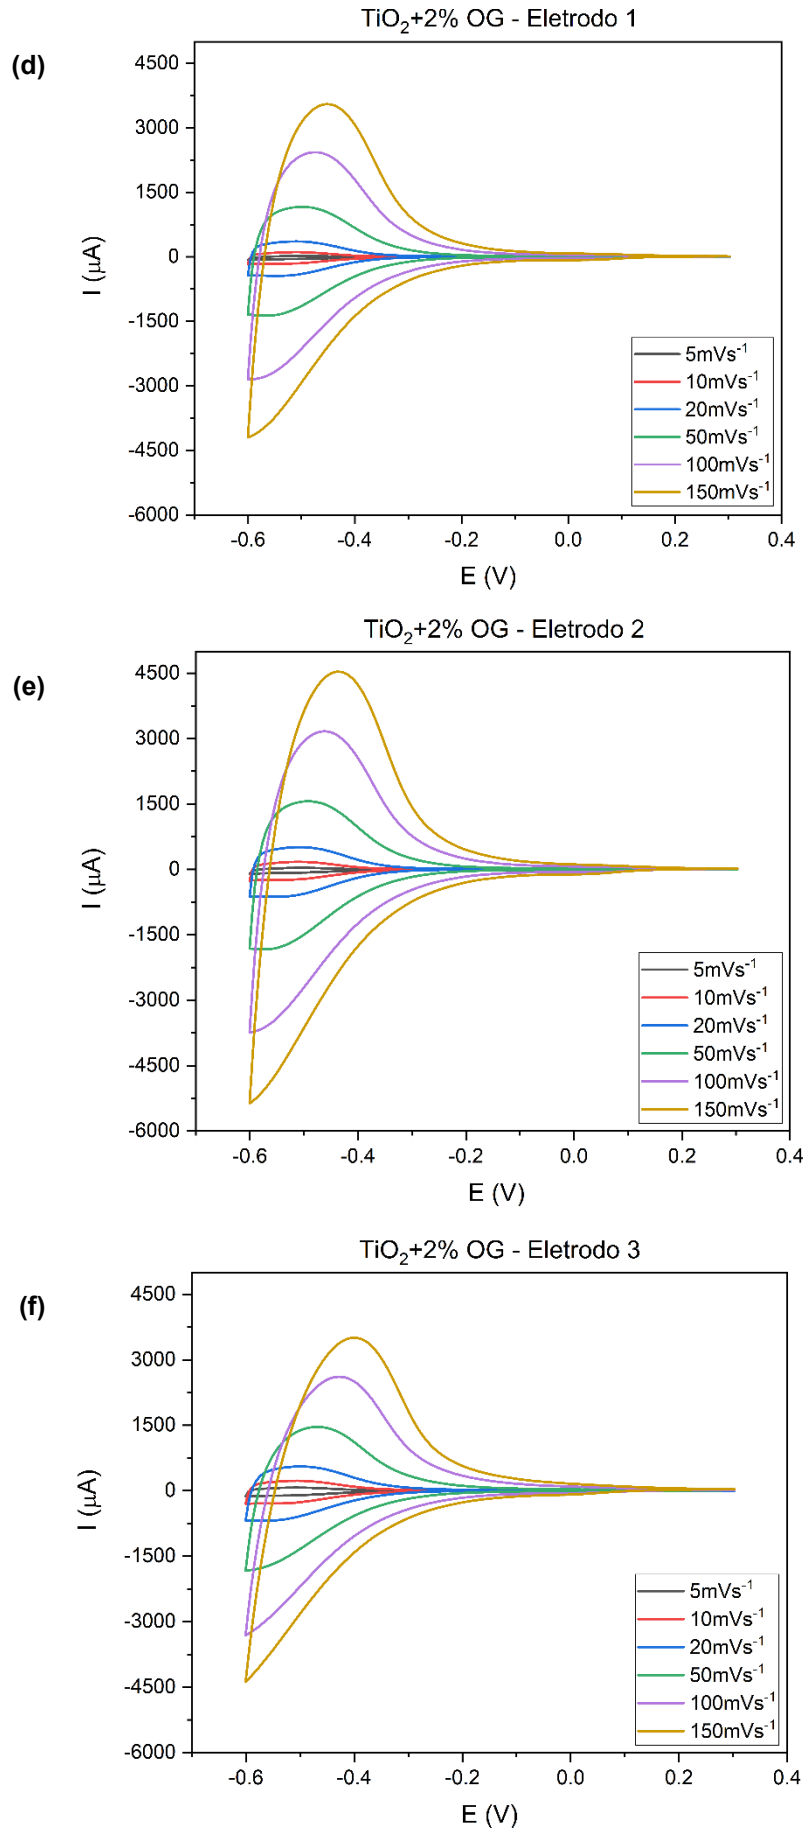 TiO₂+2% OG - Eletrodo 1
(d)
4500
3000
1500
0
-1500
-3000
-4500
-6000
I (µA)
5mVs⁻¹
10mVs⁻¹
20mVs⁻¹
50mVs⁻¹
100mVs⁻¹
150mVs⁻¹
-0.6 -0.4 -0.2 0.0 0.2 0.4
E (V)
TiO₂+2% OG - Eletrodo 2
(e)
4500
3000
1500
0
-1500
-3000
-4500
-6000
I (µA)
5mVs⁻¹
10mVs⁻¹
20mVs⁻¹
50mVs⁻¹
100mVs⁻¹
150mVs⁻¹
-0.6 -0.4 -0.2 0.0 0.2 0.4
E (V)
TiO₂+2% OG - Eletrodo 3
(f)
4500
3000
1500
0
-1500
-3000
-4500
-6000
I (µA)
5mVs⁻¹
10mVs⁻¹
20mVs⁻¹
50mVs⁻¹
100mVs⁻¹
150mVs⁻¹
-0.6 -0.4 -0.2 0.0 0.2 0.4
E (V)